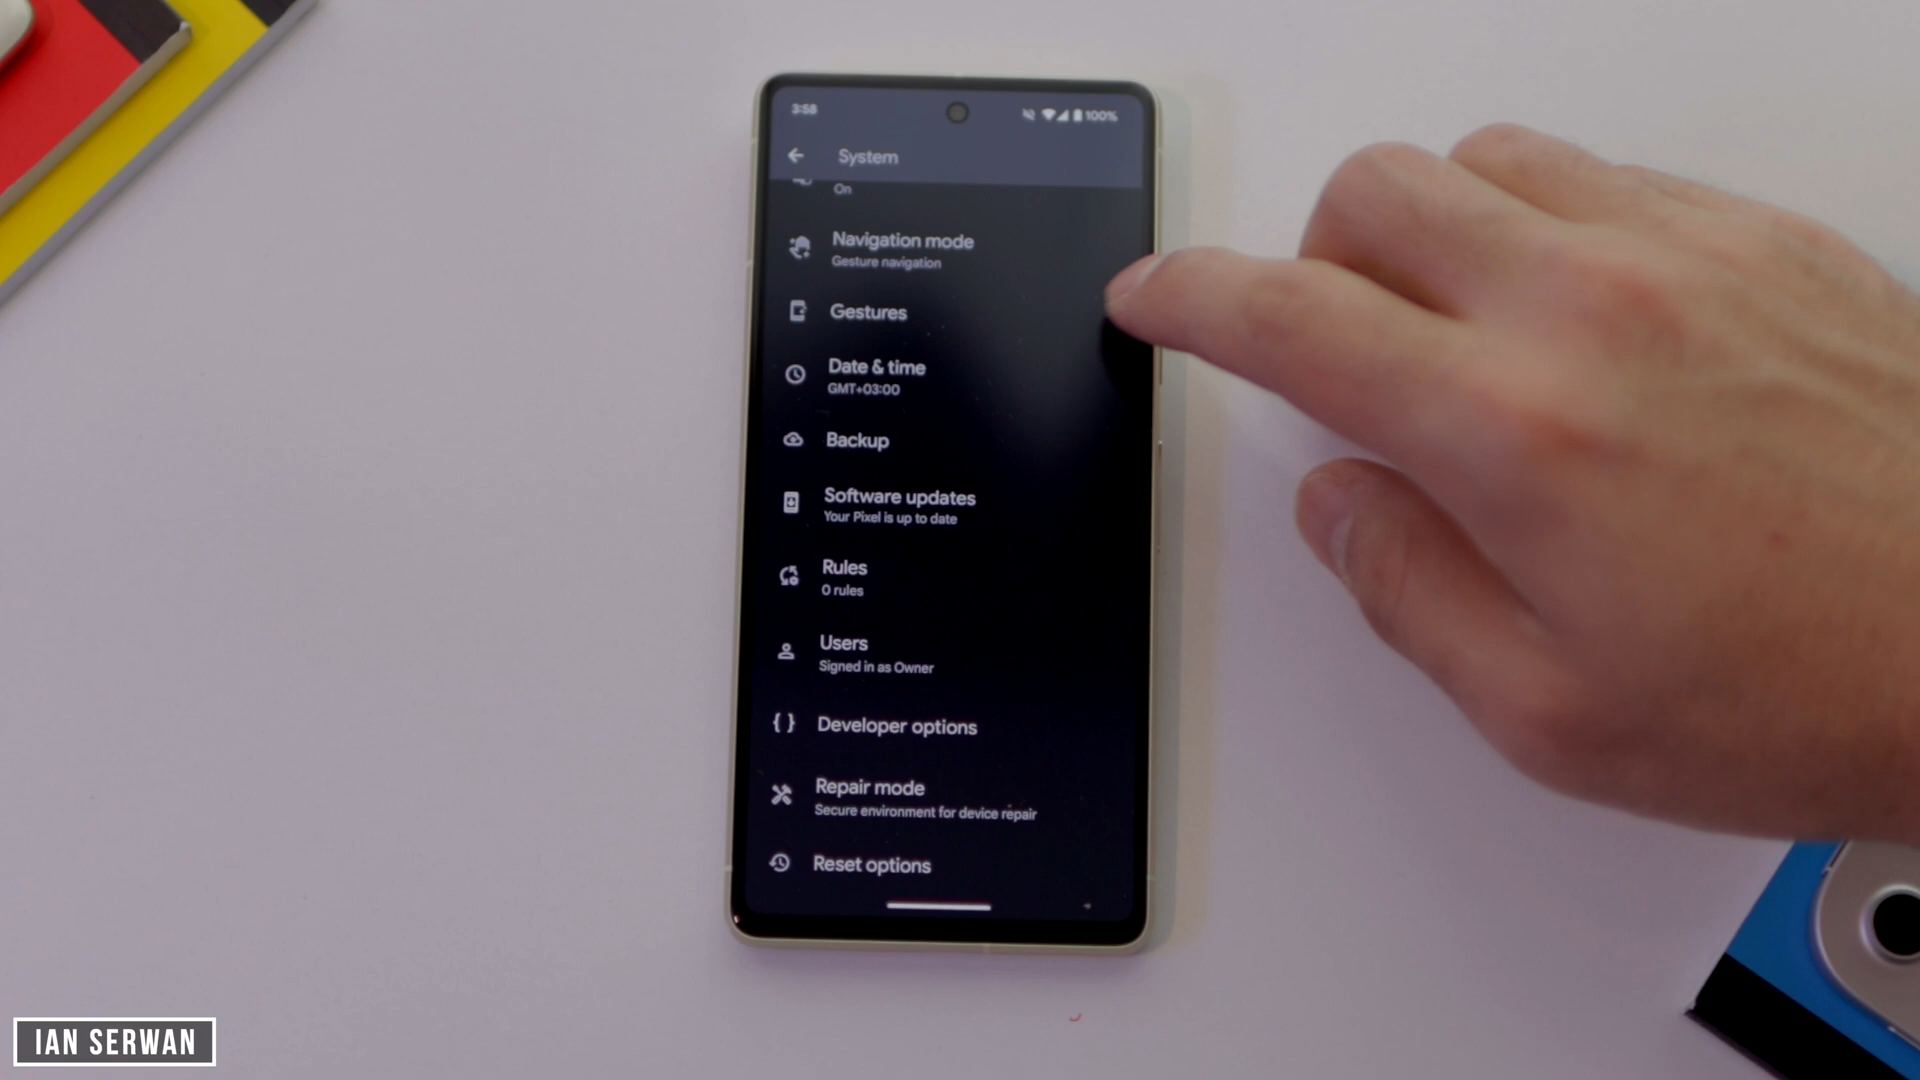 3:58
100%
System
On
Navigation mode
Gesture navigation
Gestures
Date & time
GMT+03:00
Backup
Software updates
Your Pixel is up to date
Rules
0 rules
Users
Signed in as Owner
Developer options
Repair mode
Secure environment for device repair
Reset options
IAN SERWAN